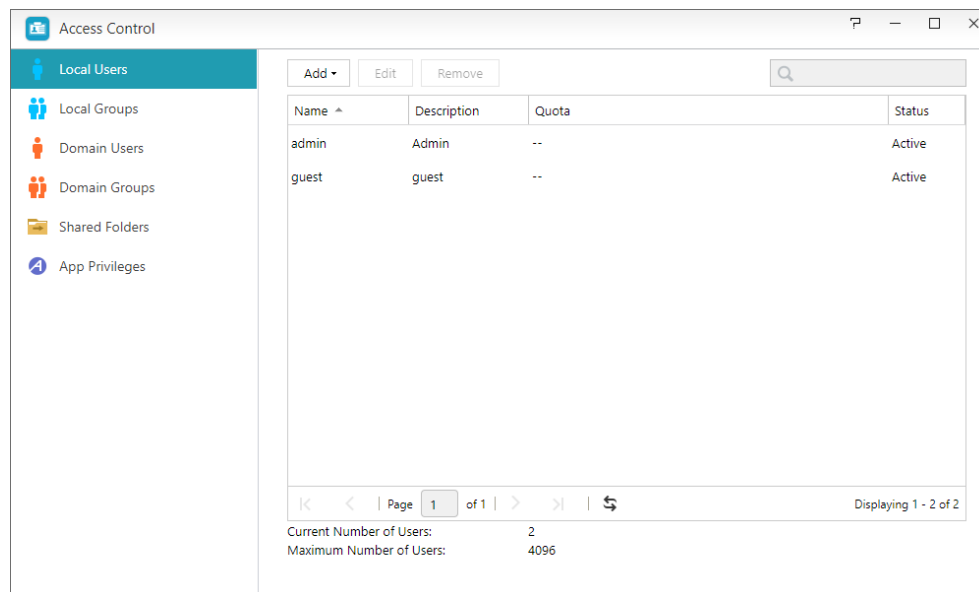 Access Control
Local Users
Local Groups
Domain Users
Domain Groups
Shared Folders
App Privileges
Add Edit Remove
Name Description Quota Status
admin Admin -- Active
guest guest -- Active
Page 1 of 1 Displaying 1 - 2 of 2
Current Number of Users: 2
Maximum Number of Users: 4096